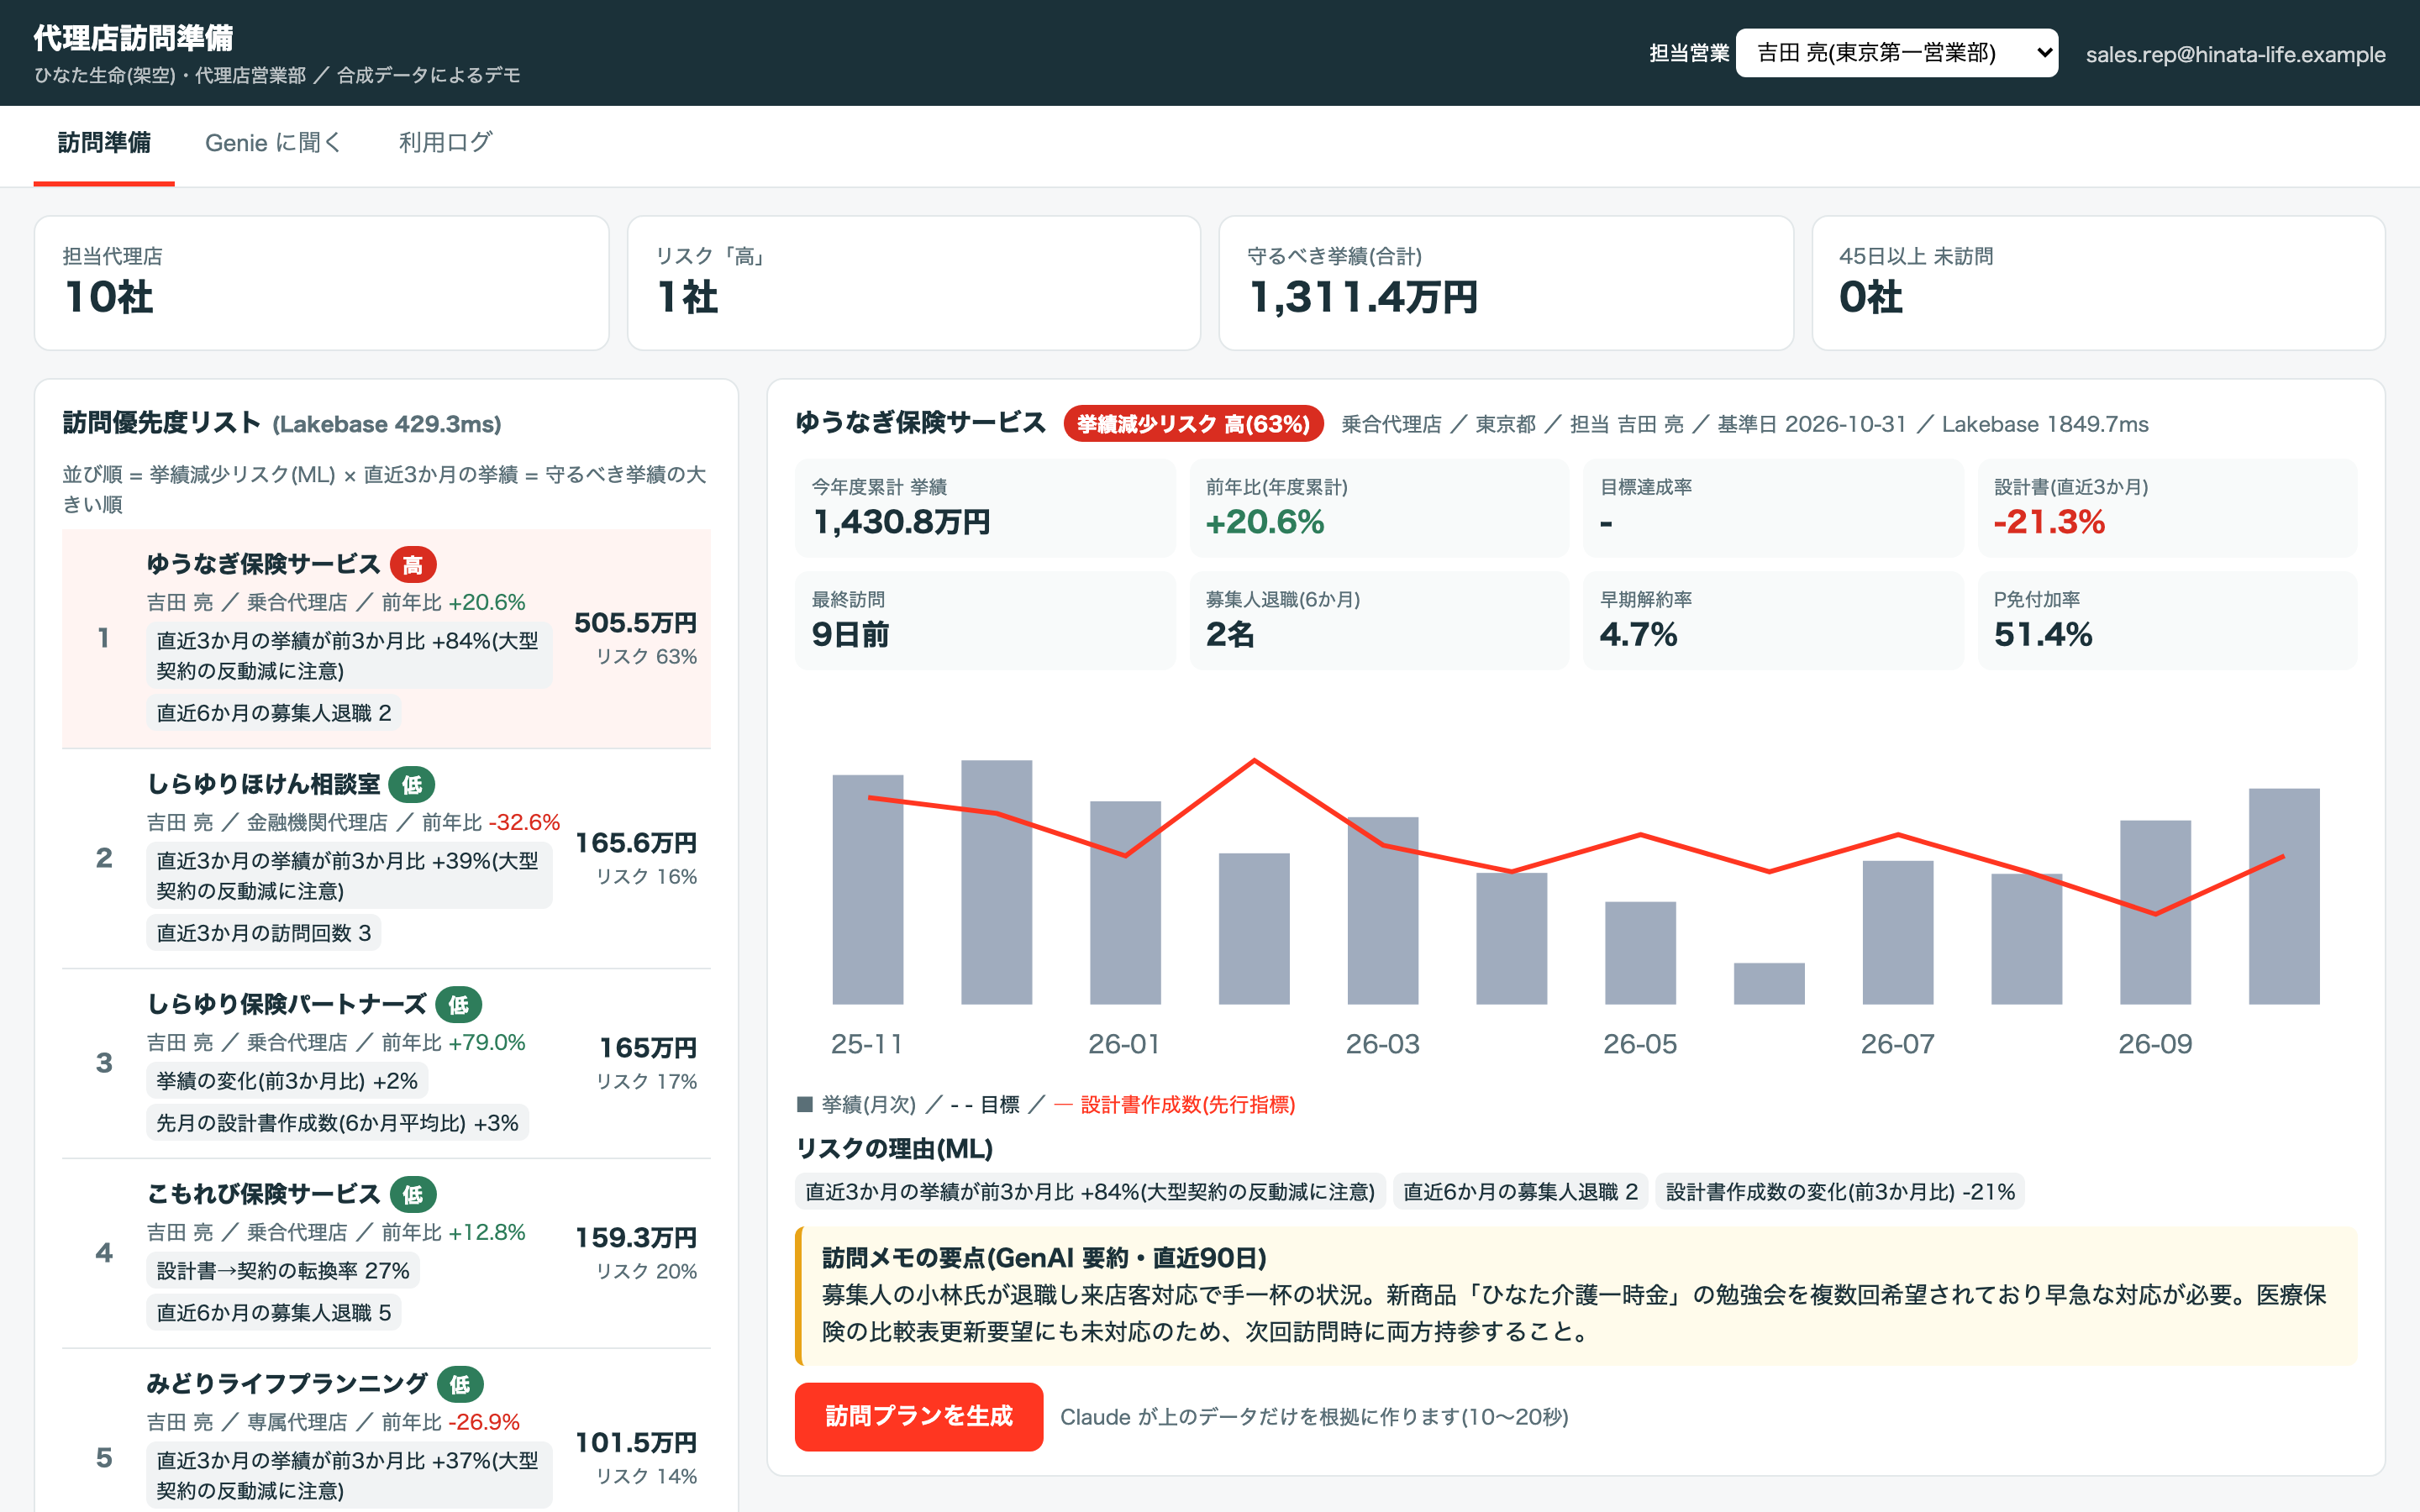 代理店訪問準備
ひなた生命(架空)・代理店営業部 ／ 合成データによるデモ
担当営業
吉田 亮(東京第一営業部)
sales.rep@hinata-life.example
訪問準備
Genie に聞く
利用ログ
担当代理店
10社
リスク「高」
1社
守るべき挙績(合計)
1,311.4万円
45日以上 未訪問
0社
訪問優先度リスト (Lakebase 429.3ms)
並び順 = 挙績減少リスク(ML) × 直近3か月の挙績 = 守るべき挙績の大
きい順
1
ゆうなぎ保険サービス 高
吉田 亮 ／ 乗合代理店 ／ 前年比 +20.6%
直近3か月の挙績が前3か月比 +84%(大型
契約の反動減に注意)
直近6か月の募集人退職 2
505.5万円
リスク 63%
2
しらゆりほけん相談室 低
吉田 亮 ／ 金融機関代理店 ／ 前年比 -32.6%
直近3か月の挙績が前3か月比 +39%(大型
契約の反動減に注意)
直近3か月の訪問回数 3
165.6万円
リスク 16%
3
しらゆり保険パートナーズ 低
吉田 亮 ／ 乗合代理店 ／ 前年比 +79.0%
挙績の変化(前3か月比) +2%
先月の設計書作成数(6か月平均比) +3%
165万円
リスク 17%
4
こもれび保険サービス 低
吉田 亮 ／ 乗合代理店 ／ 前年比 +12.8%
設計書→契約の転換率 27%
直近6か月の募集人退職 5
159.3万円
リスク 20%
5
みどりライフプランニング 低
吉田 亮 ／ 専属代理店 ／ 前年比 -26.9%
直近3か月の挙績が前3か月比 +37%(大型
契約の反動減に注意)
101.5万円
リスク 14%
ゆうなぎ保険サービス 挙績減少リスク 高(63%) 乗合代理店 ／ 東京都 ／ 担当 吉田 亮 ／ 基準日 2026-10-31 ／ Lakebase 1849.7ms
今年度累計 挙績
1,430.8万円
前年比(年度累計)
+20.6%
目標達成率
-
設計書(直近3か月)
-21.3%
最終訪問
9日前
募集人退職(6か月)
2名
早期解約率
4.7%
P免付加率
51.4%
25-11 26-01 26-03 26-05 26-07 26-09
■ 挙績(月次) ／ - - 目標 ／ — 設計書作成数(先行指標)
リスクの理由(ML)
直近3か月の挙績が前3か月比 +84%(大型契約の反動減に注意) 直近6か月の募集人退職 2 設計書作成数の変化(前3か月比) -21%
訪問メモの要点(GenAI 要約・直近90日)
募集人の小林氏が退職し来店客対応で手一杯の状況。新商品「ひなた介護一時金」の勉強会を複数回希望されており早急な対応が必要。医療保
険の比較表更新要望にも未対応のため、次回訪問時に両方持参すること。
訪問プランを生成
Claude が上のデータだけを根拠に作ります(10〜20秒)